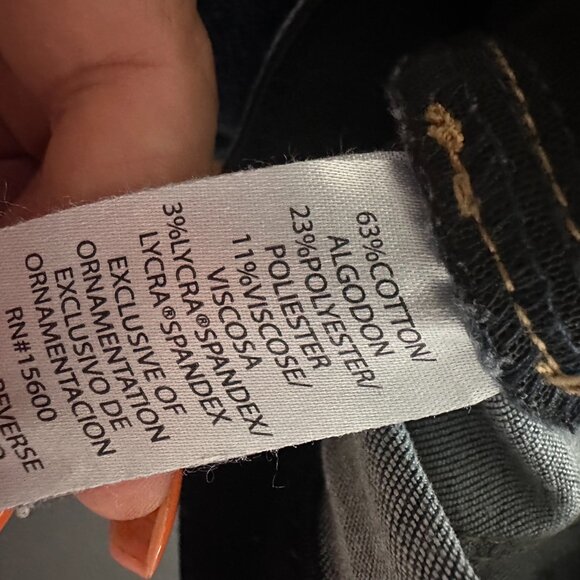 63%COTTON/
ALGODON
23%POLYESTER/
POLIESTER
11%VISCOSE/
VISCOSA
3%LYCRA®SPANDEX/
LYCRA®SPANDEX
EXCLUSIVE OF
ORNAMENTATION
EXCLUSIVO DE
ORNAMENTACION
RN#15600
REVERSE